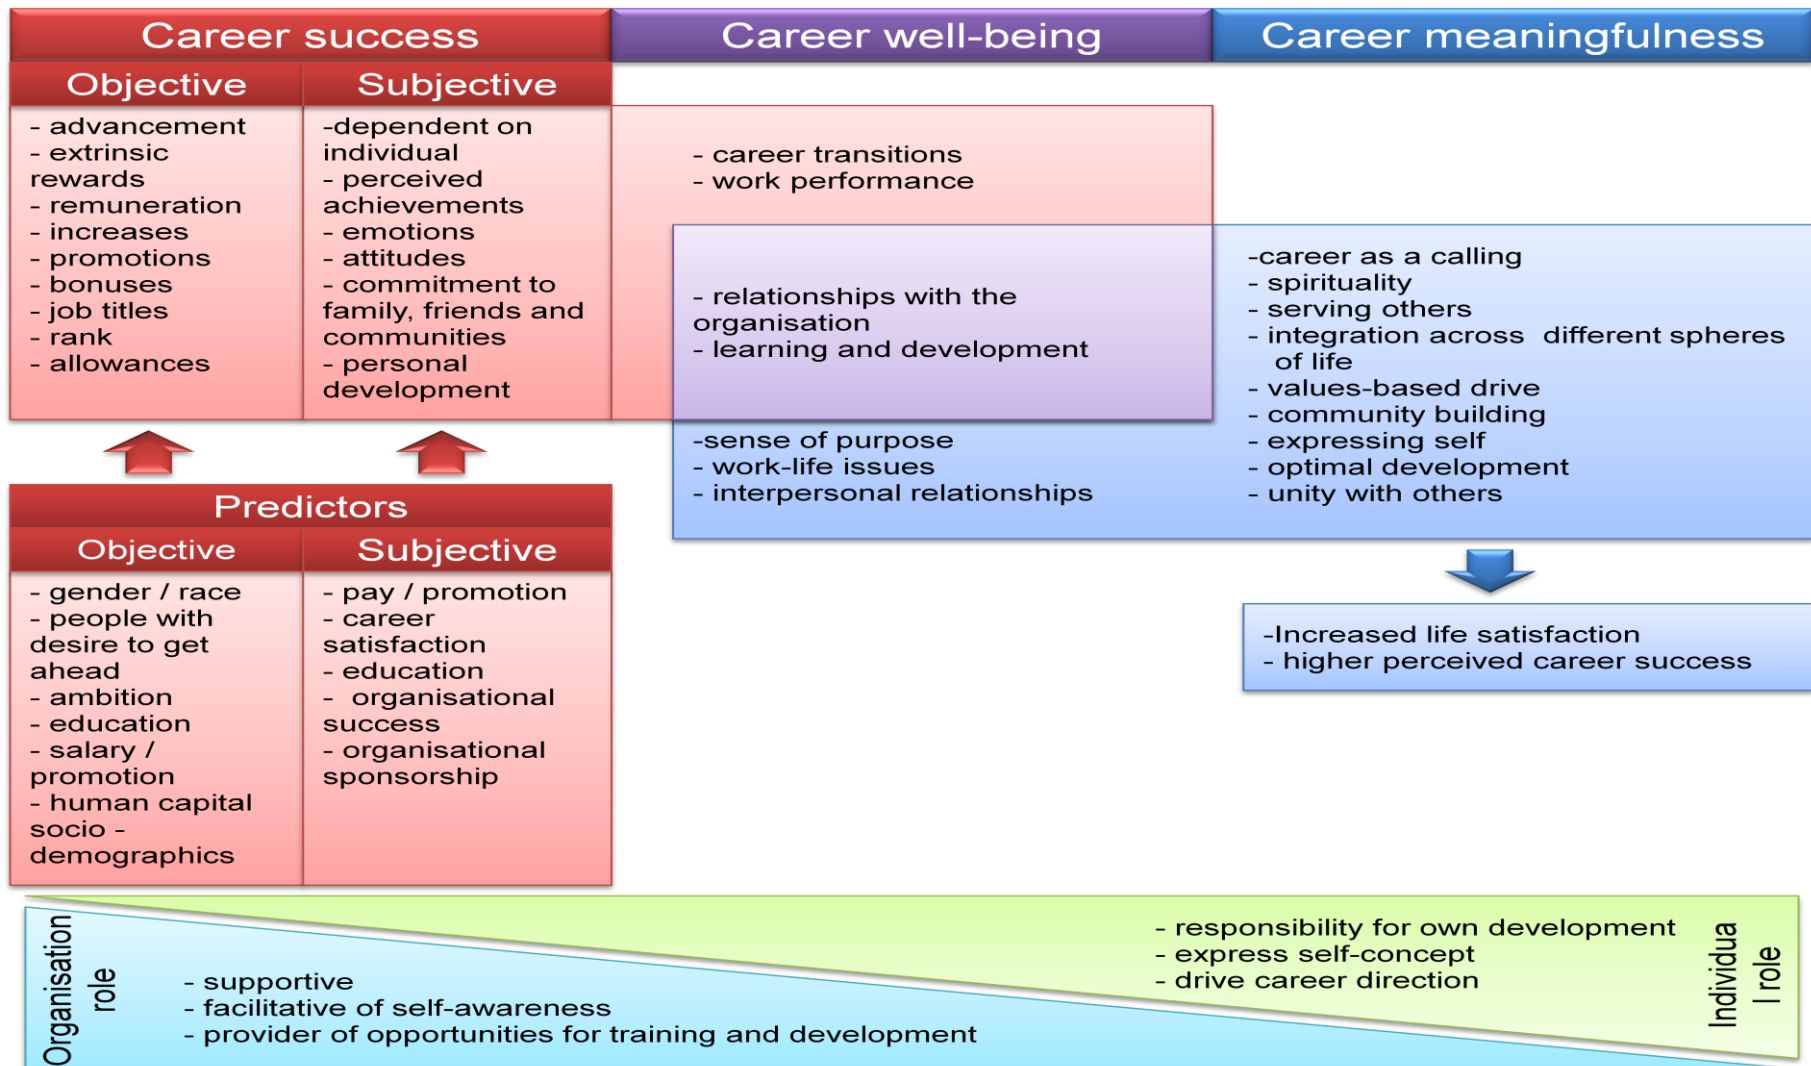 Career success
Career well-being
Career meaningfulness
Objective
Subjective
- advancement
- extrinsic
rewards
- remuneration
- increases
- promotions
- bonuses
- job titles
- rank
- allowances
-dependent on
individual
- perceived
achievements
- emotions
- attitudes
- commitment to
family, friends and
communities
- personal
development
- career transitions
- work performance
- relationships with the
organisation
- learning and development
-sense of purpose
- work-life issues
- interpersonal relationships
-career as a calling
- spirituality
- serving others
- integration across  different spheres
of life
- values-based drive
- community building
- expressing self
- optimal development
- unity with others
Predictors
Objective
Subjective
- gender / race
- people with
desire to get
ahead
- ambition
- education
- salary /
promotion
- human capital
socio -
demographics
- pay / promotion
- career
satisfaction
- education
-  organisational
success
- organisational
sponsorship
-Increased life satisfaction
- higher perceived career success
Organisation
role
- supportive
- facilitative of self-awareness
- provider of opportunities for training and development
- responsibility for own development
- express self-concept
- drive career direction
Individua
l role